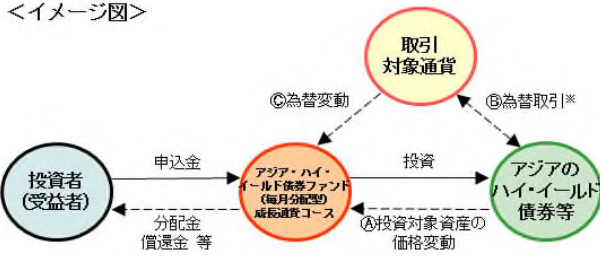 <イメージ図>
取引
対象通貨
Ⓒ為替変動
Ⓑ為替取引※
申込金
投資
投資者
(受益者)
アジア・ハイ・
イールド債券ファンド
(毎月分配型)
成長通貨コース
アジアの
ハイ・イールド
債券等
分配金
償還金 等
Ⓐ投資対象資産の
価格変動